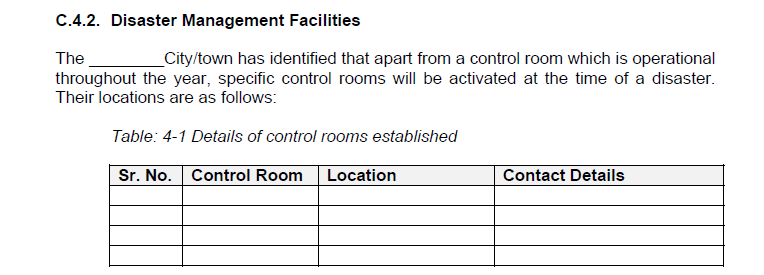 C.4.2. Disaster Management Facilities
The _________City/town has identified that apart from a control room which is operational
throughout the year, specific control rooms will be activated at the time of a disaster.
Their locations are as follows:
Table: 4-1 Details of control rooms established
Sr. No. Control Room Location Contact Details